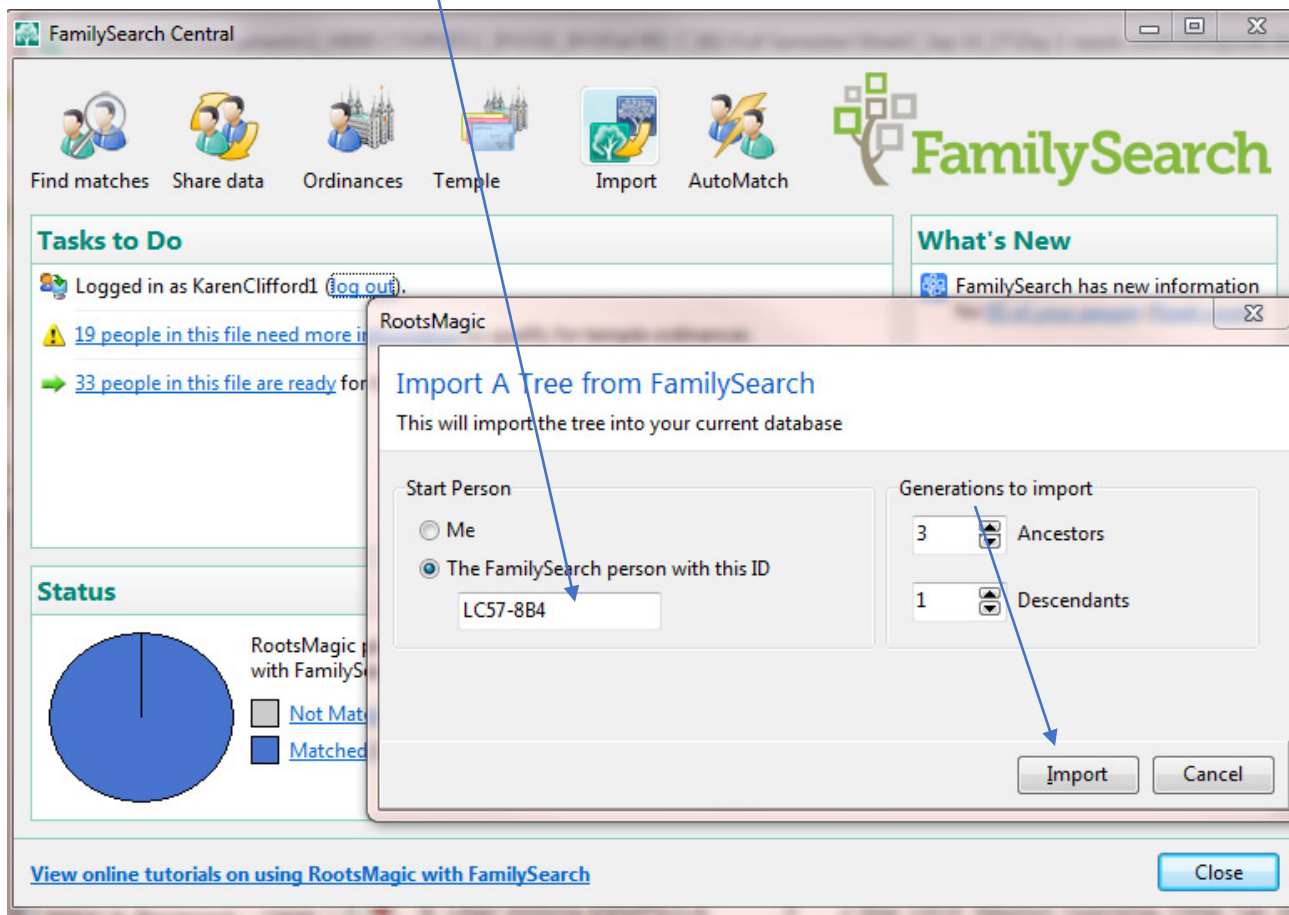 FamilySearch Central
Find matches
Share data
Ordinances
Temple
Import
AutoMatch
FamilySearch
Tasks to Do
Logged in as KarenClifford1 (log out).
19 people in this file need more
33 people in this file are ready for
What's New
FamilySearch has new information
RootsMagic
Import A Tree from FamilySearch
This will import the tree into your current database
Start Person
Me
The FamilySearch person with this ID
LC57-8B4
Generations to import
3 Ancestors
1 Descendants
Import
Cancel
Status
RootsMagic
with FamilyS
Not Mat
Matched
View online tutorials on using RootsMagic with FamilySearch
Close